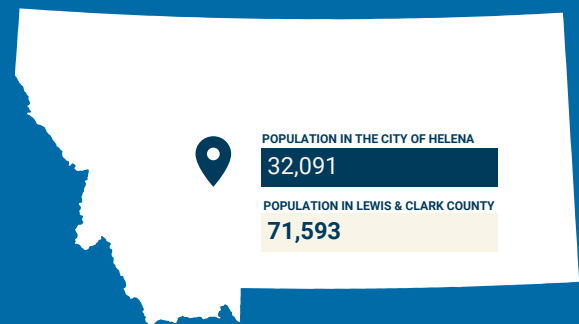 POPULATION IN THE CITY OF HELENA
32,091
POPULATION IN LEWIS & CLARK COUNTY
71,593